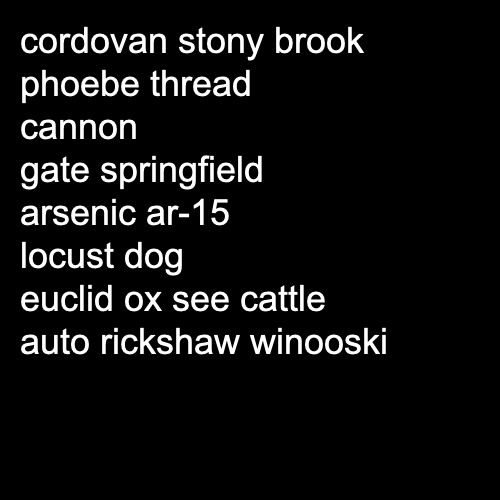 cordovan stony brook
phoebe thread
cannon
gate springfield
arsenic ar-15
locust dog
euclid ox see cattle
auto rickshaw winooski